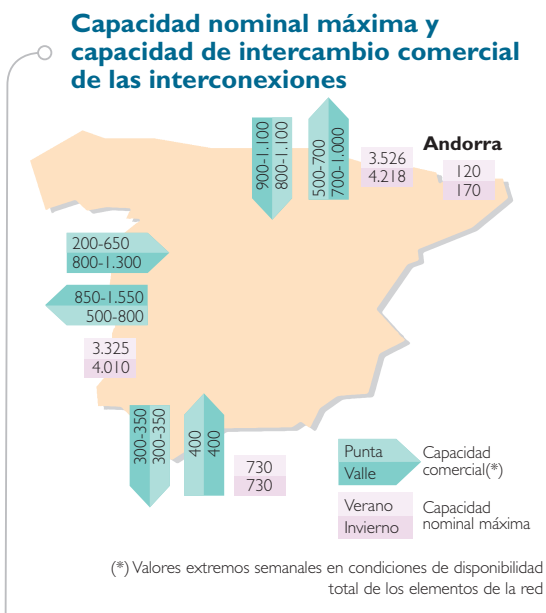 Capacidad nominal máxima y
capacidad de intercambio comercial
de las interconexiones
900-1.100
800-1.100
500-700
700-1.000
3.526
4.218
Andorra
120
170
200-650
800-1.300
850-1.550
500-800
3.325
4.010
300-350
300-350
400
400
730
730
Punta
Valle
Capacidad
comercial(*)
Verano
Invierno
Capacidad
nominal máxima
(*) Valores extremos semanales en condiciones de disponibilidad
total de los elementos de la red